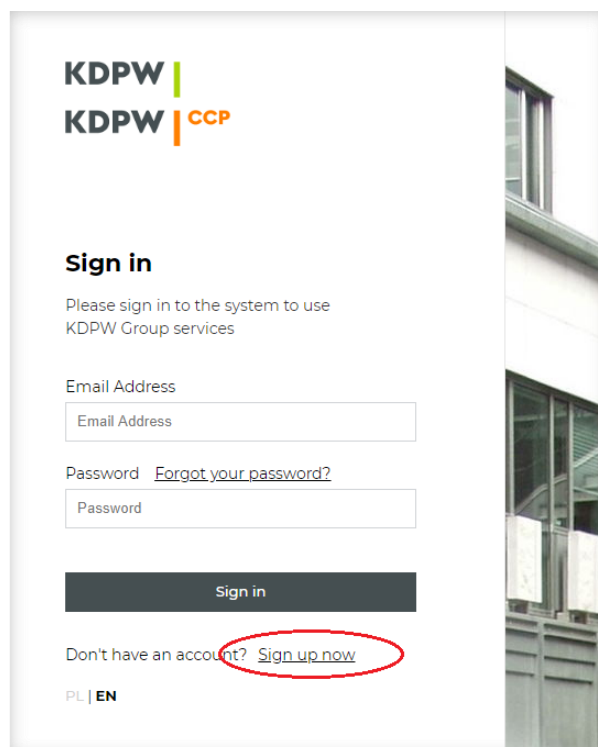 KDPW
KDPW CCP
Sign in
Please sign in to the system to use
KDPW Group services
Email Address
Email Address
Password Forgot your password?
Password
Sign in
Don't have an account? Sign up now
PL | EN